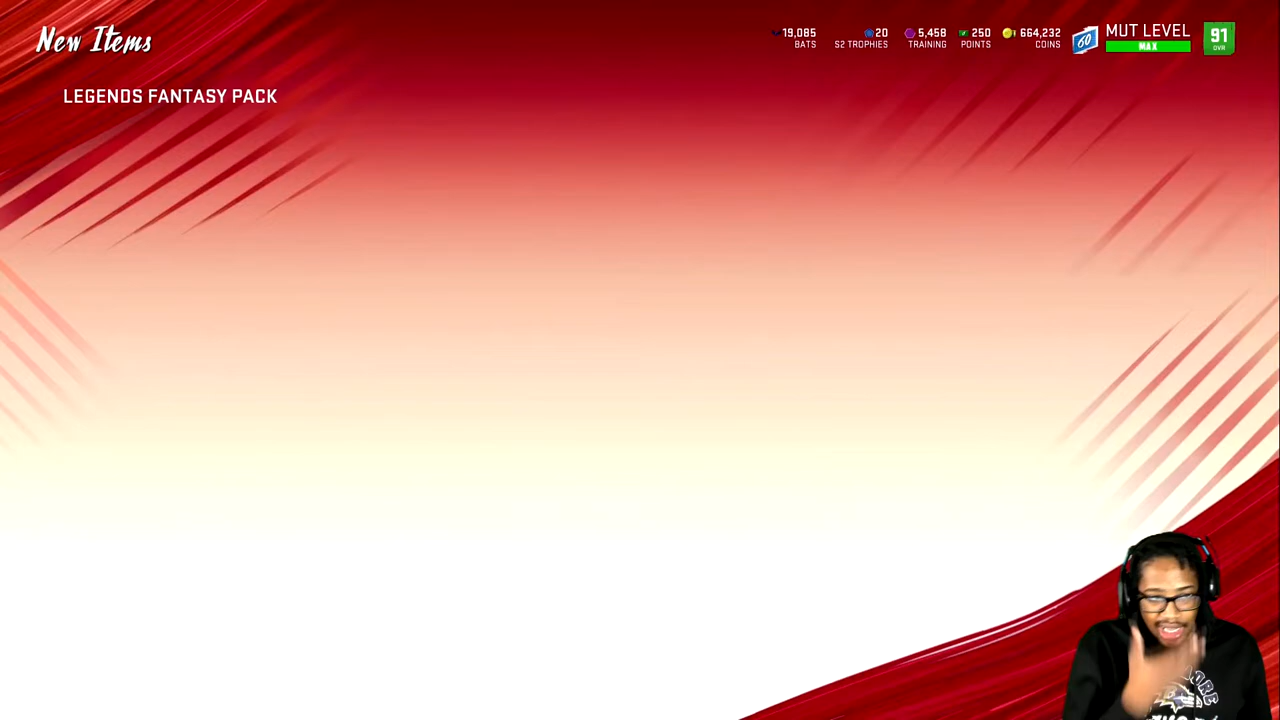 New Items
19,085 BATS
20 S2 TROPHIES
5,458 TRAINING
250 POINTS
664,232 COINS
60
MUT LEVEL
MAX
91 OVR
LEGENDS FANTASY PACK